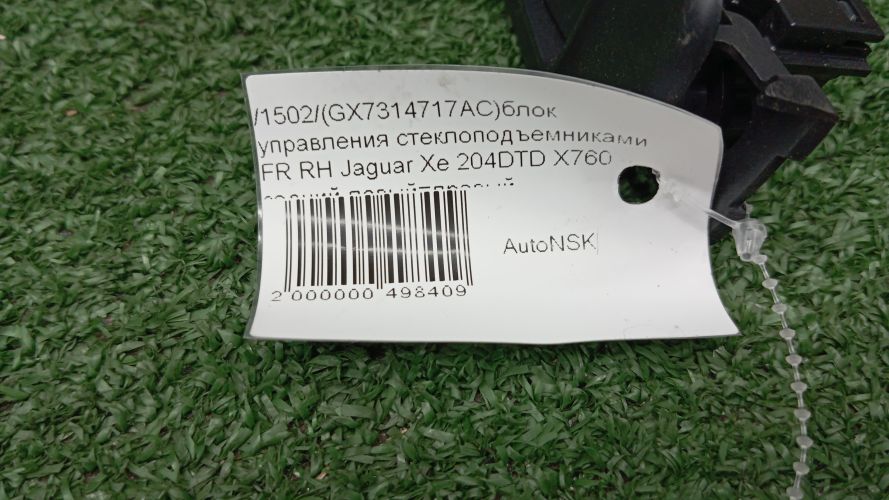 /1502/(GX7314717AC)блок
управления стеклоподъемниками
FR RH Jaguar Xe 204DTD X760
AutoNSK
2 000000 498409